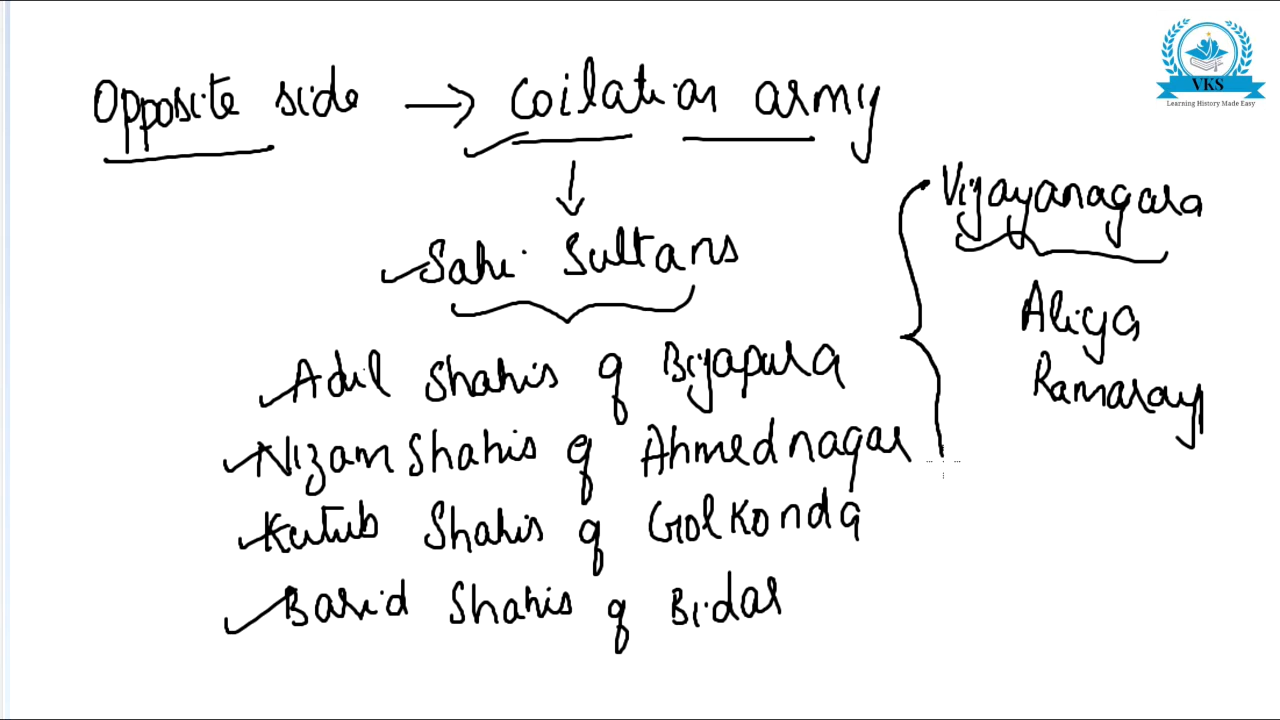 Opposite side → Coilation army
Sahi Sultans
Adil Shahis of Bijapura
Nizam Shahis of Ahmednagar
Kutub Shahis of Golkonda
Barid Shahis of Bidar
Vijayanagara
Aliya
Ramaray
VKS
Learning History Made Easy